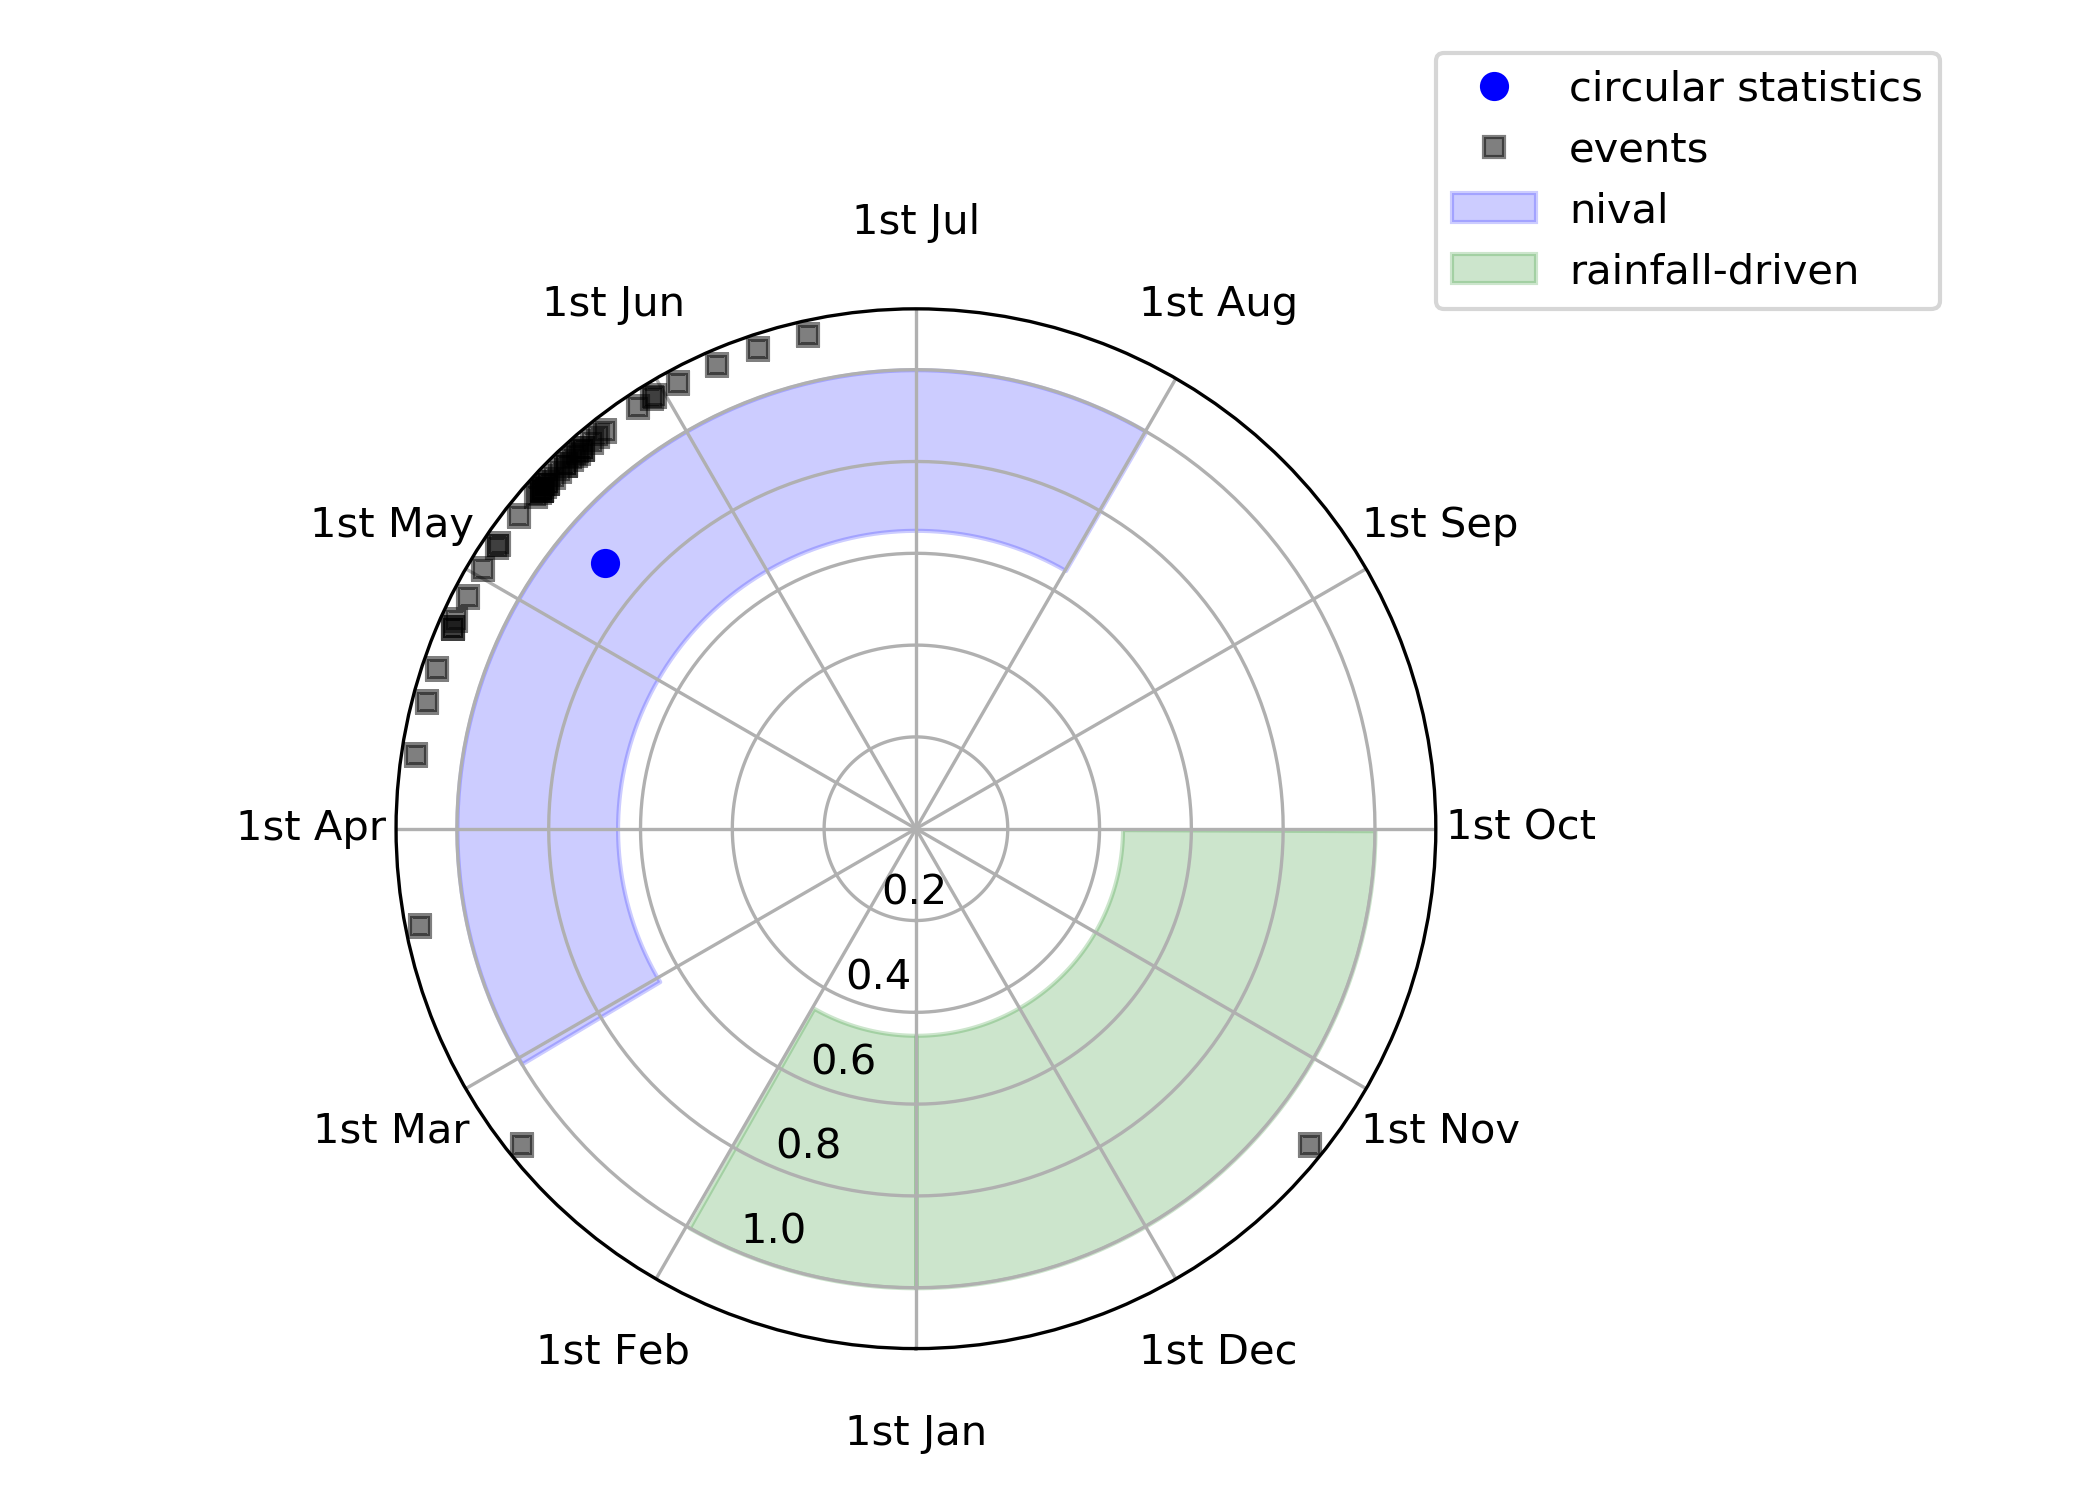 circular statistics
events
nival
rainfall-driven
1st Jul
1st Jun
1st Aug
1st May
1st Sep
1st Apr
1st Oct
0.2
0.4
0.6
0.8
1.0
1st Mar
1st Nov
1st Feb
1st Dec
1st Jan